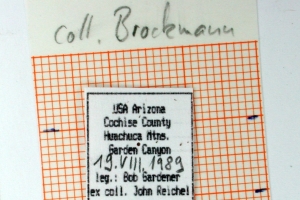 coll. Brockmann
USA Arizona
Cochise County
Huachuca Mtns.
Garden Canyon
19.VIII.1989
leg.: Bob Gardener
ex coll. John Reichel